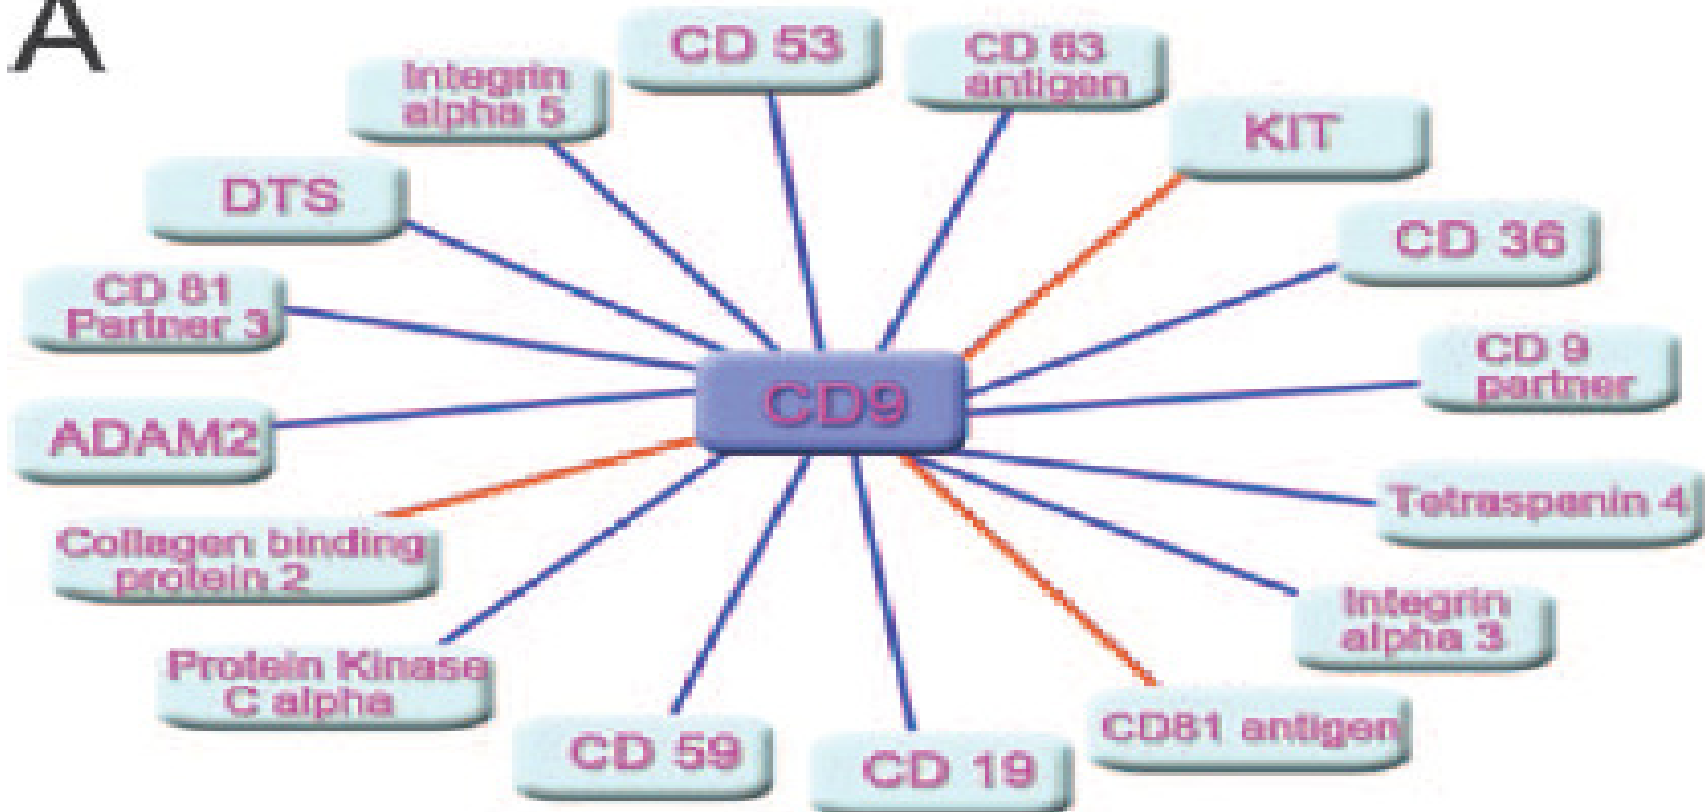 A
CD 53
CD 63
antigen
Integrin
alpha 5
KIT
DTS
CD 36
CD 81
Partner 3
CD 9
partner
CD9
ADAM2
Tetraspanin 4
Collagen binding
protein 2
Integrin
alpha 3
Protein Kinase
C alpha
CD81 antigen
CD 59
CD 19